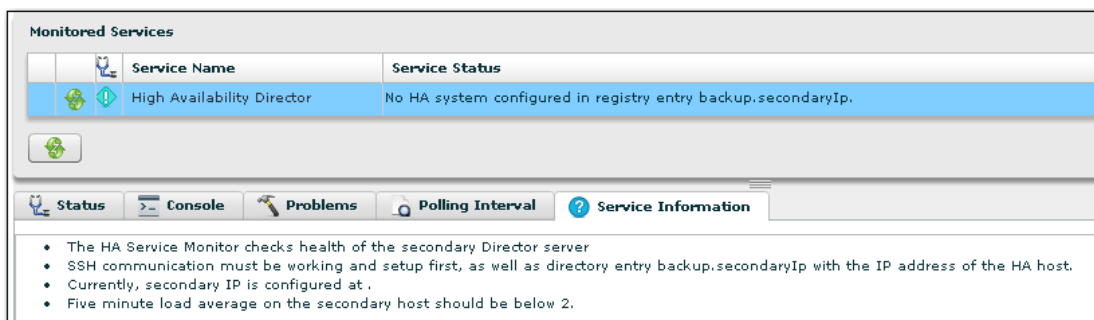 Monitored Services
Service Name Service Status
High Availability Director No HA system configured in registry entry backup.secondaryIp.
Status Console Problems Polling Interval Service Information
• The HA Service Monitor checks health of the secondary Director server
• SSH communication must be working and setup first, as well as directory entry backup.secondaryIp with the IP address of the HA host.
• Currently, secondary IP is configured at .
• Five minute load average on the secondary host should be below 2.